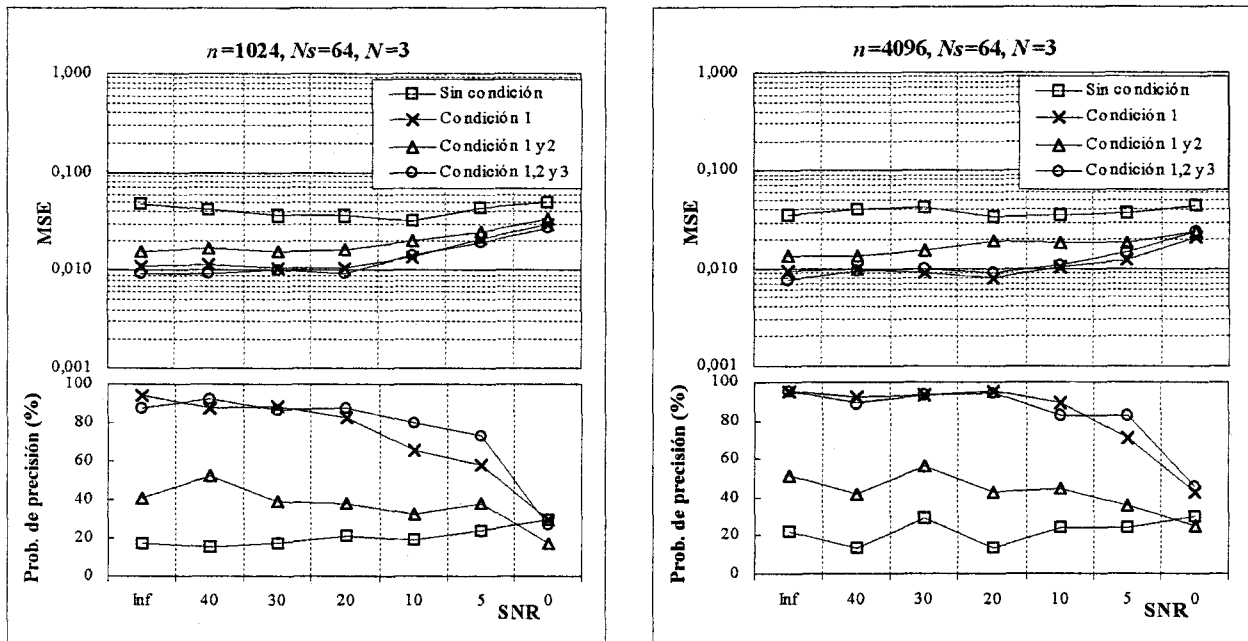 n=1024, Ns=64, N=3
1,000
0,100
0,010
0,001
MSE
Sin condición
Condición 1
Condición 1 y2
Condición 1,2 y 3
100
80
60
40
20
0
Prob. de precisión (%)
Inf 40 30 20 10 5 0
SNR
n=4096, Ns=64, N=3
1,000
0,100
0,010
0,001
MSE
Sin condición
Condición 1
Condición 1 y2
Condición 1,2 y 3
100
80
60
40
20
0
Prob. de precisión (%)
Inf 40 30 20 10 5 0
SNR